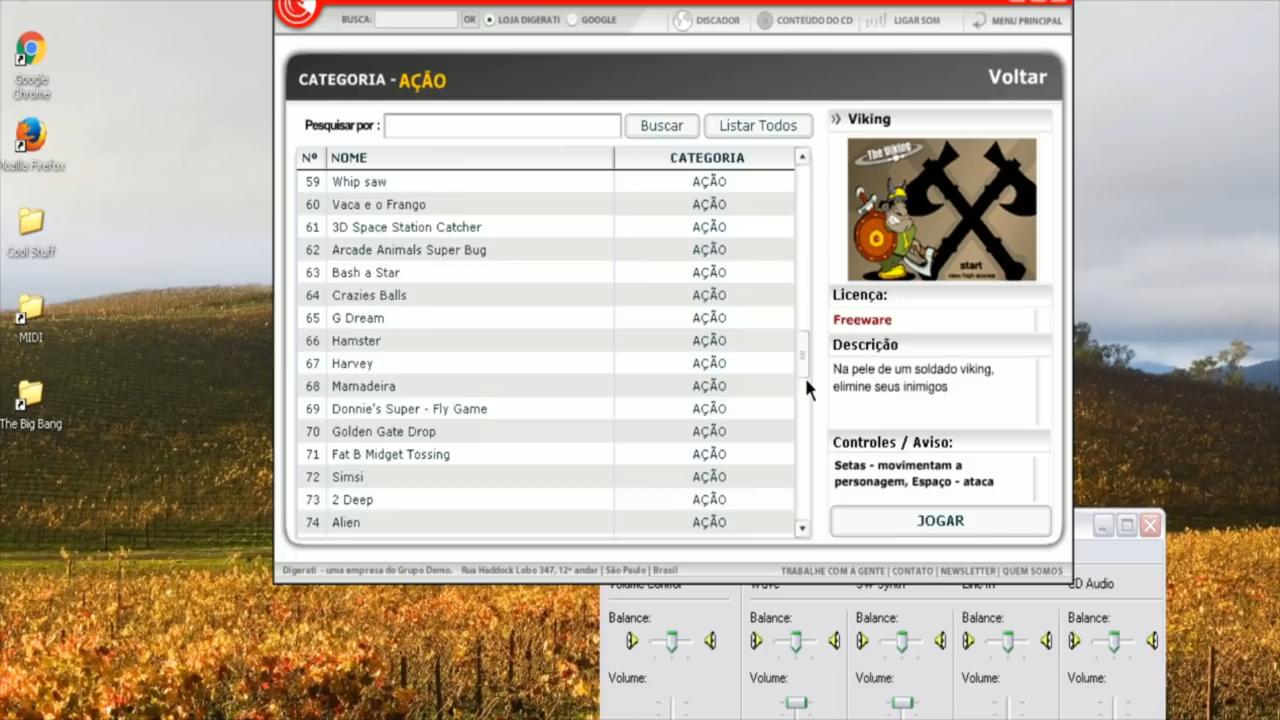 BUSCA: OK LOJA DIGERATI GOOGLE DISCADOR CONTEÚDO DO CD LIGAR SOM MENU PRINCIPAL
Google
Chrome
Mozilla Firefox
Cool Stuff
MIDI
The Big Bang
CATEGORIA - AÇÃO Voltar
Pesquisar por : Buscar Listar Todos
Nº NOME CATEGORIA
59 Whip saw AÇÃO
60 Vaca e o Frango AÇÃO
61 3D Space Station Catcher AÇÃO
62 Arcade Animals Super Bug AÇÃO
63 Bash a Star AÇÃO
64 Crazies Balls AÇÃO
65 G Dream AÇÃO
66 Hamster AÇÃO
67 Harvey AÇÃO
68 Mamadeira AÇÃO
69 Donnie's Super - Fly Game AÇÃO
70 Golden Gate Drop AÇÃO
71 Fat B Midget Tossing AÇÃO
72 Simsi AÇÃO
73 2 Deep AÇÃO
74 Alien AÇÃO
Viking
The Viking
start
view high scores
Licença:
Freeware
Descrição
Na pele de um soldado viking,
elimine seus inimigos
Controles / Aviso:
Setas - movimentam a
personagem, Espaço - ataca
JOGAR
Digerati - uma empresa do Grupo Domo. Rua Haddock Lobo 347, 12º andar | São Paulo | Brasil
TRABALHE COM A GENTE | CONTATO | NEWSLETTER | QUEM SOMOS
Volume Control Wave SW Synth Line In CD Audio
Balance: Balance: Balance: Balance: Balance:
Volume: Volume: Volume: Volume: Volume: